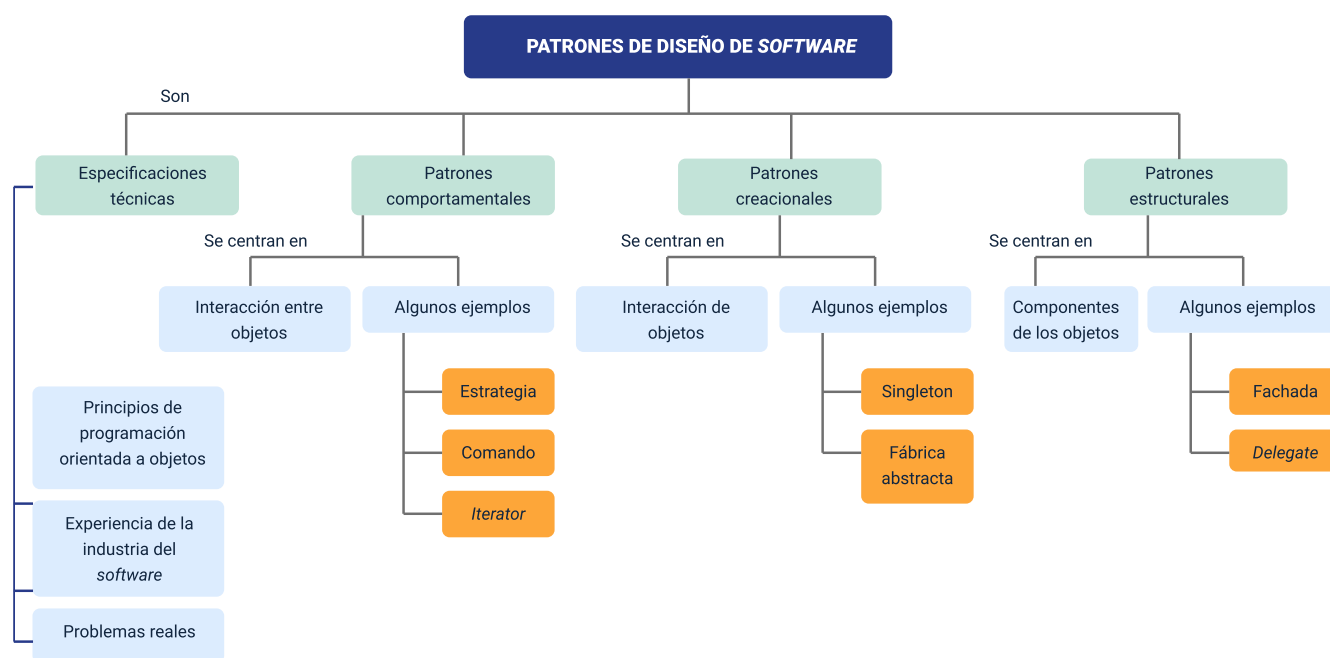 PATRONES DE DISEÑO DE SOFTWARE
Son
Especificaciones
técnicas
Patrones
comportamentales
Patrones
creacionales
Patrones
estructurales
Se centran en
Se centran en
Se centran en
Interacción entre
objetos
Algunos ejemplos
Interacción de
objetos
Algunos ejemplos
Componentes
de los objetos
Algunos ejemplos
Estrategia
Comando
Iterator
Singleton
Fábrica
abstracta
Fachada
Delegate
Principios de
programación
orientada a objetos
Experiencia de la
industria del
software
Problemas reales